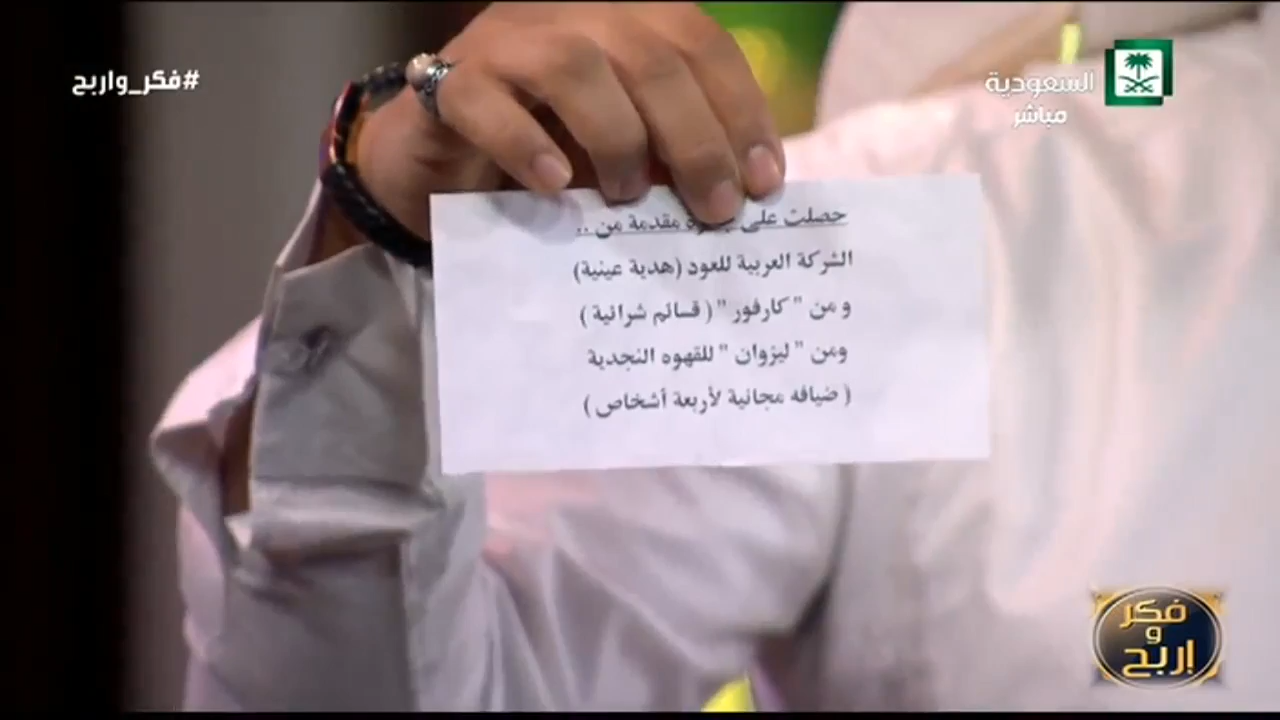 #فكر_واربح
السعودية
مباشر
حصلت على مقدمة من ..
الشركة العربية للعود (هدية عينية)
و من " كارفور " ( قسائم شرائية )
ومن " ليزوان " للقهوه النجدية
( ضيافه مجانية لأربعة أشخاص )
فكر
و
إربح